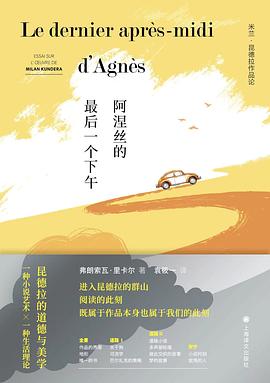 Le dernier après-midi
d'Agnès
ESSAI SUR
L'ŒUVRE DE
MILAN KUNDERA
米兰·昆德拉作品论
阿涅丝的
最后一个下午
弗朗索瓦·里卡尔 著
袁筱一 译
昆德拉的道德与美学
一种小说艺术×一种生活理论
进入昆德拉的群山
阅读的此刻
既属于作品本身也属于我们的此刻
上海译文出版社